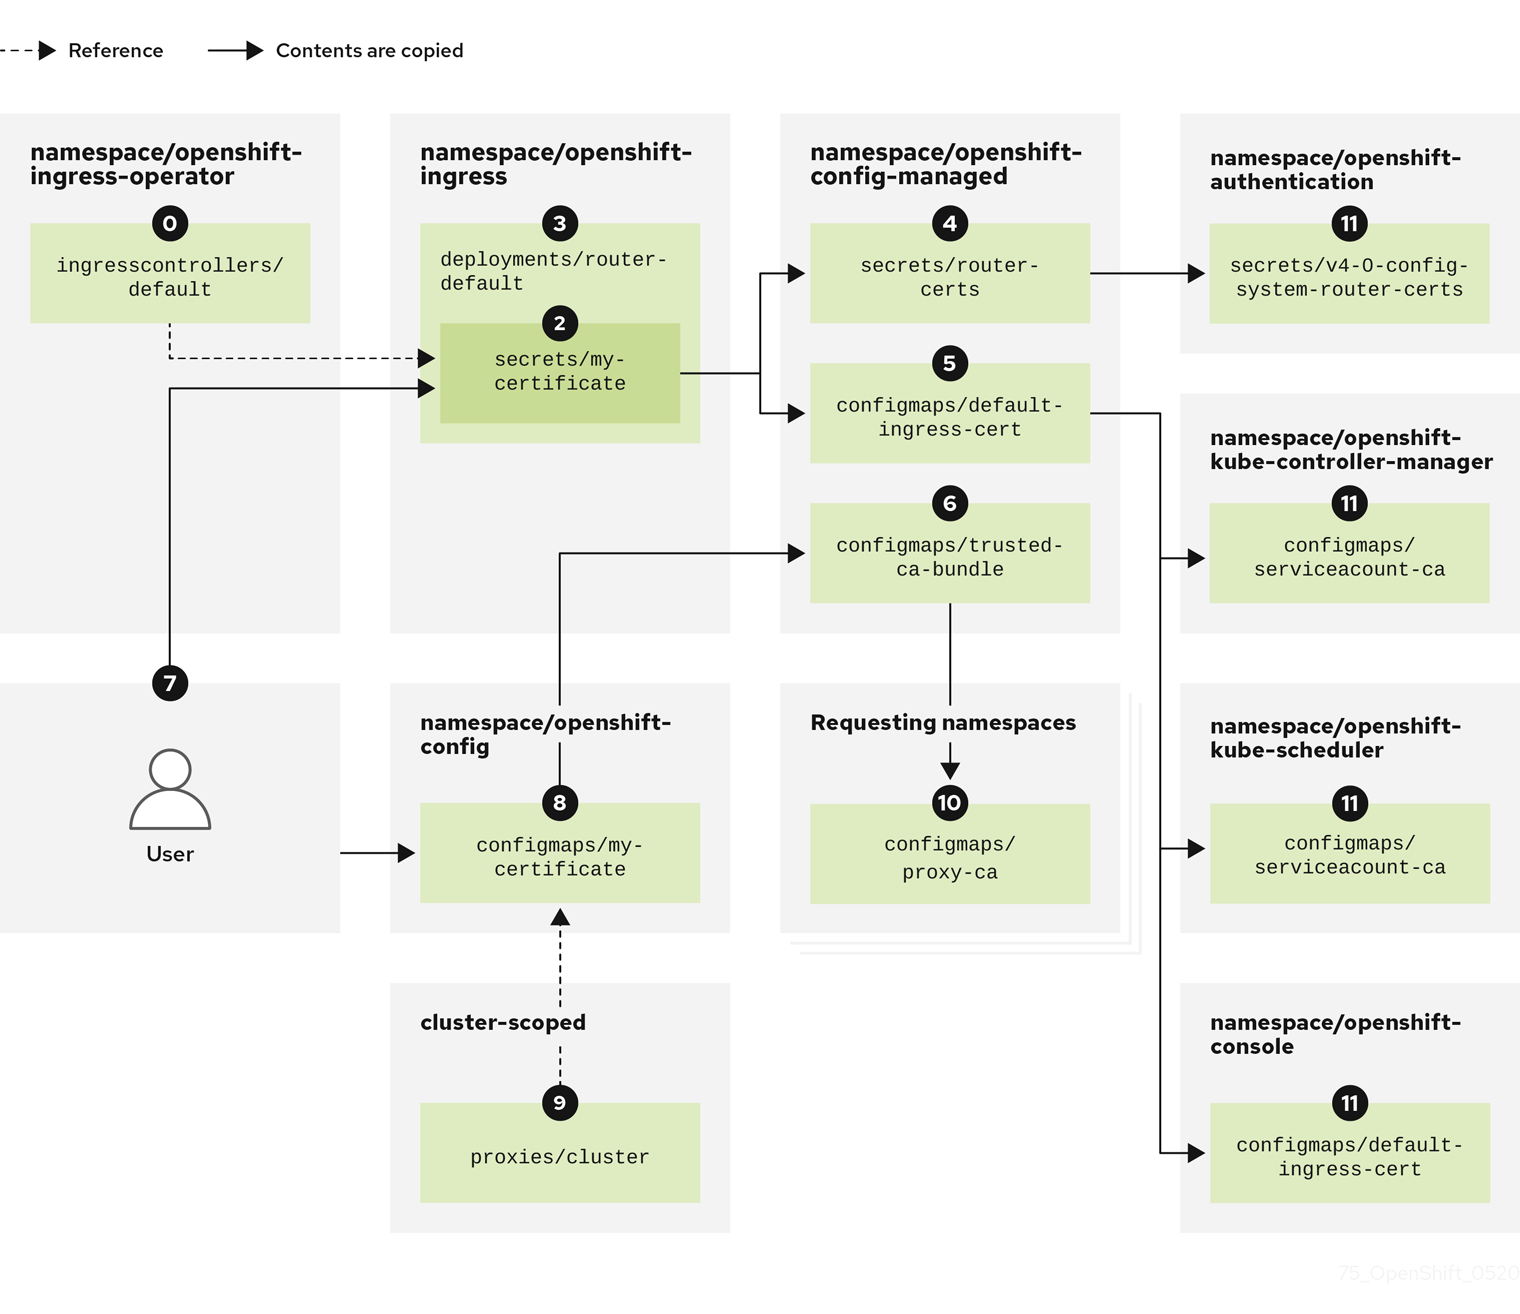 Reference
Contents are copied
namespace/openshift-
ingress-operator
0
ingresscontrollers/
default
namespace/openshift-
ingress
3
deployments/router-
default
2
secrets/my-
certificate
namespace/openshift-
config-managed
4
secrets/router-
certs
5
configmaps/default-
ingress-cert
6
configmaps/trusted-
ca-bundle
namespace/openshift-
authentication
11
secrets/v4-0-config-
system-router-certs
namespace/openshift-
kube-controller-manager
11
configmaps/
serviceacount-ca
7
User
namespace/openshift-
config
8
configmaps/my-
certificate
Requesting namespaces
10
configmaps/
proxy-ca
namespace/openshift-
kube-scheduler
11
configmaps/
serviceacount-ca
cluster-scoped
9
proxies/cluster
namespace/openshift-
console
11
configmaps/default-
ingress-cert
75_OpenShift_0520